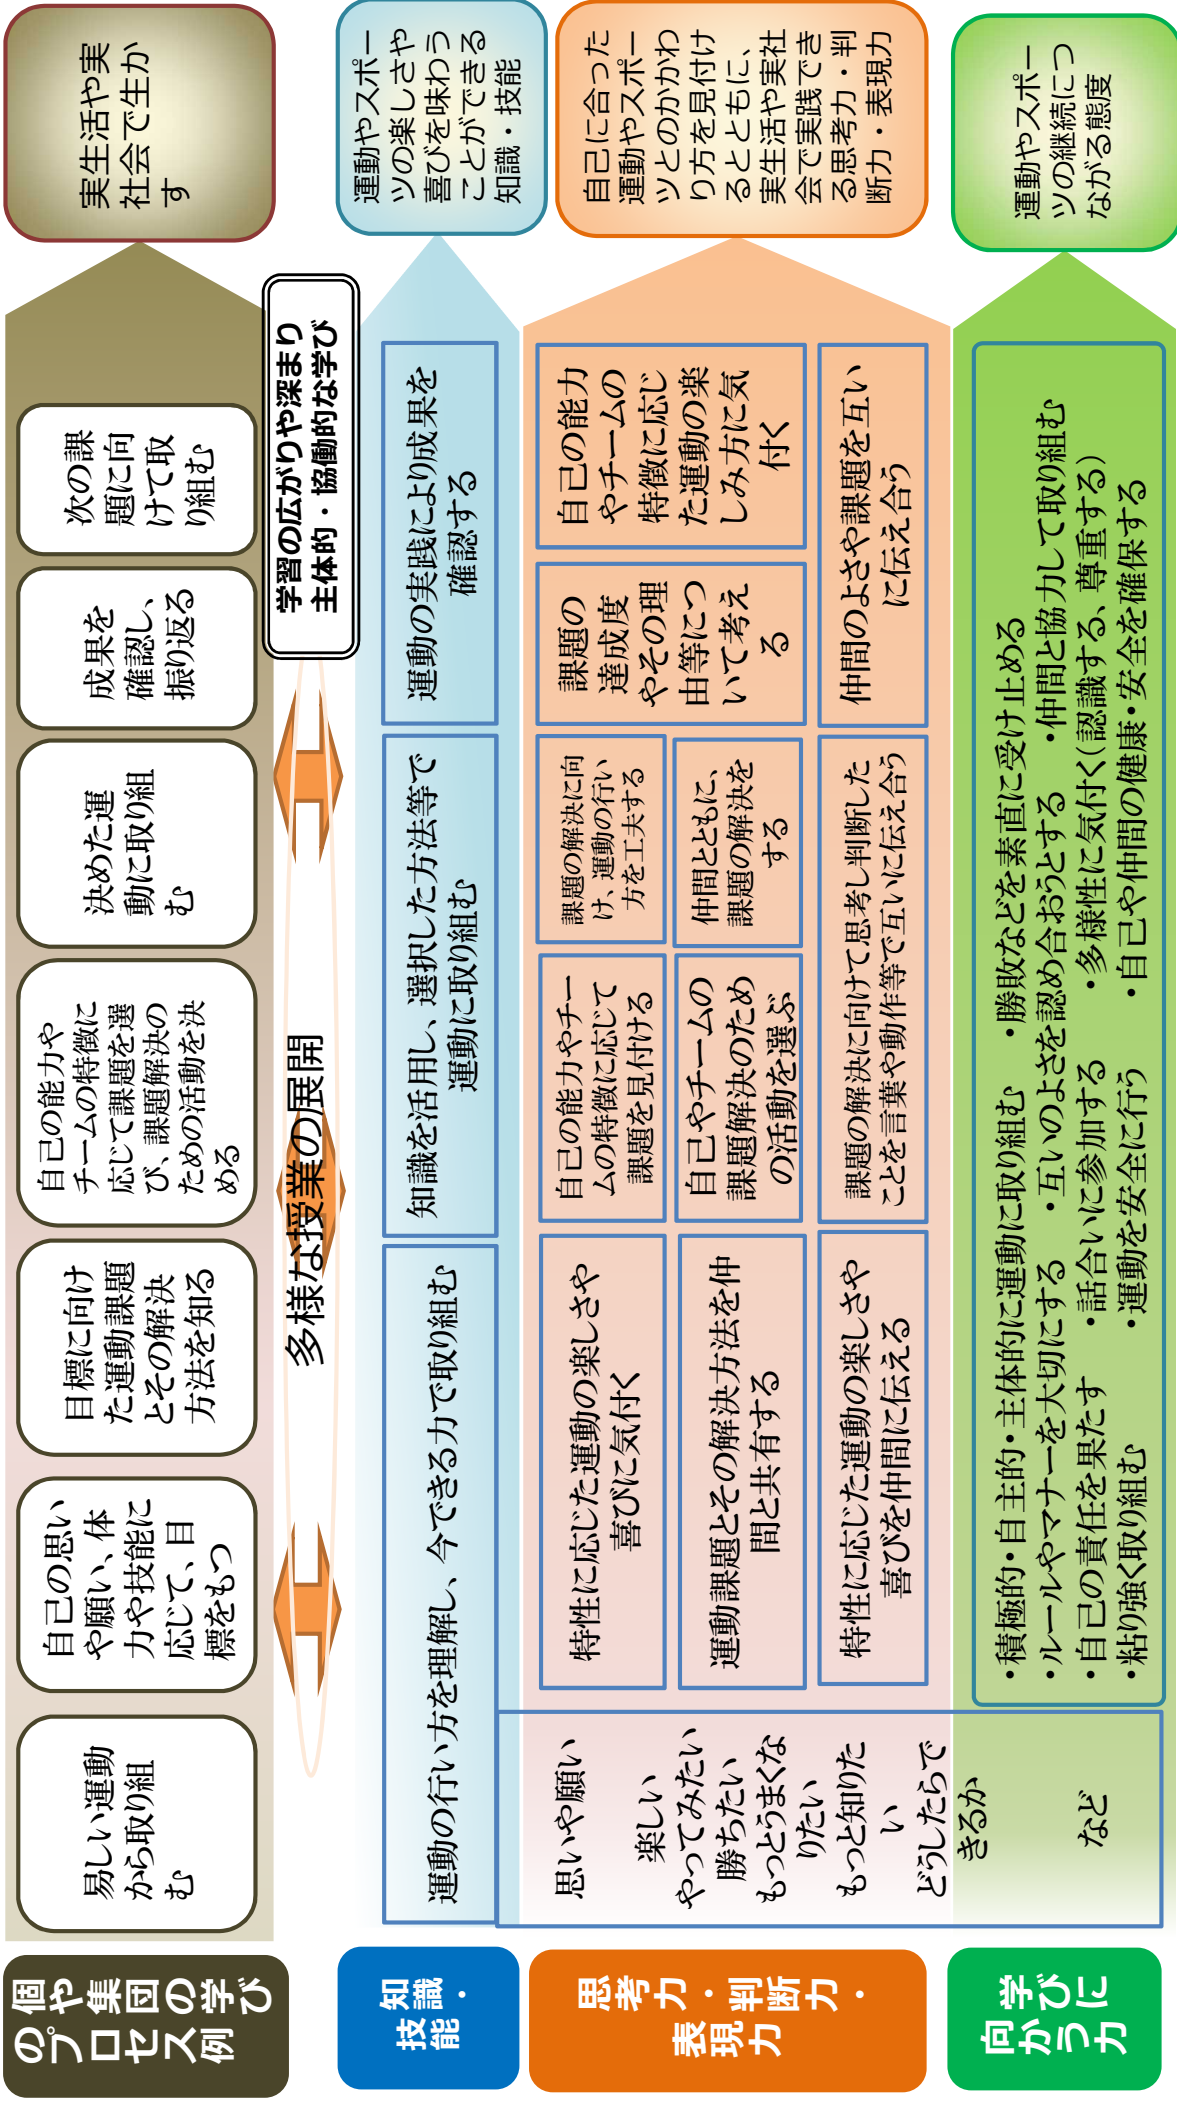 個や集団の学び
のプロセス例
易しい運動
から取り組
む
自己の思い
や願い、体
力や技能に
応じて、目
標をもつ
目標に向け
た運動課題
とその解決
方法を知る
自己の能力や
チームの特徴に
応じて課題を選
び、課題解決の
ための活動を決
める
決めた運
動に取り組
む
成果を
確認し、
振り返る
次の課
題に向
けて取
り組む
実生活や実
社会で生か
す
多様な授業の展開
学習の広がりや深まり
主体的・協働的な学び
知識・
技能
運動の行い方を理解し、今できる力で取り組む
知識を活用し、選択した方法等で
運動に取り組む
運動の実践により成果を
確認する
運動やスポー
ツの楽しさや
喜びを味わう
ことができる
知識・技能
思考力・判断力・
表現力
思いや願い
楽しい
やってみたい
勝ちたい
もっとうまくな
りたい
もっと知りた
い
どうしたらで
きるか
など
特性に応じた運動の楽しさや
喜びに気付く
運動課題とその解決方法を仲
間と共有する
特性に応じた運動の楽しさや
喜びを仲間に伝える
自己の能力やチー
ムの特徴に応じて
課題を見付ける
自己やチームの
課題解決のため
の活動を選ぶ
課題の解決に向
け、運動の行い
方を工夫する
仲間とともに、
課題の解決を
する
課題の解決に向けて思考し判断した
ことを言葉や動作等で互いに伝え合う
課題の
達成度
やその理
由等につ
いて考え
る
自己の能力
やチームの
特徴に応じ
た運動の楽
しみ方に気
付く
仲間のよさや課題を互い
に伝え合う
自己に合った
運動やスポー
ツとのかかわ
り方を見付け
るとともに、
実生活や実社
会で実践でき
る思考力・判
断力・表現力
学びに
向かう力
・積極的・自主的・主体的に運動に取り組む ・勝敗などを素直に受け止める
・ルールやマナーを大切にする ・互いのよさを認め合おうとする ・仲間と協力して取り組む
・自己の責任を果たす ・話合いに参加する ・多様性に気付く(認識する、尊重する)
・粘り強く取り組む ・運動を安全に行う ・自己や仲間の健康・安全を確保する
運動やスポー
ツの継続につ
ながる態度